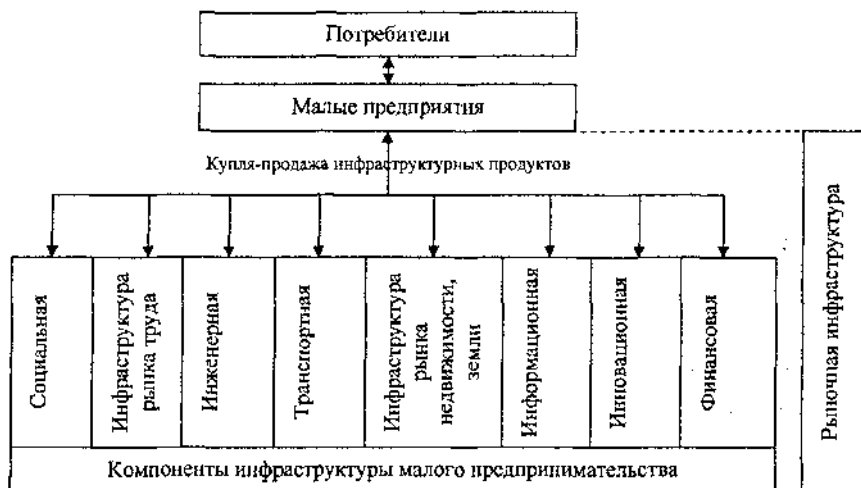 Потребители
Малые предприятия
Купля-продажа инфраструктурных продуктов
Социальная
Инфраструктура
рынка труда
Инженерная
Транспортная
Инфраструктура
рынка
недвижимости,
земли
Информационная
Инновационная
Финансовая
Рыночная инфраструктура
Компоненты инфраструктуры малого предпринимательства